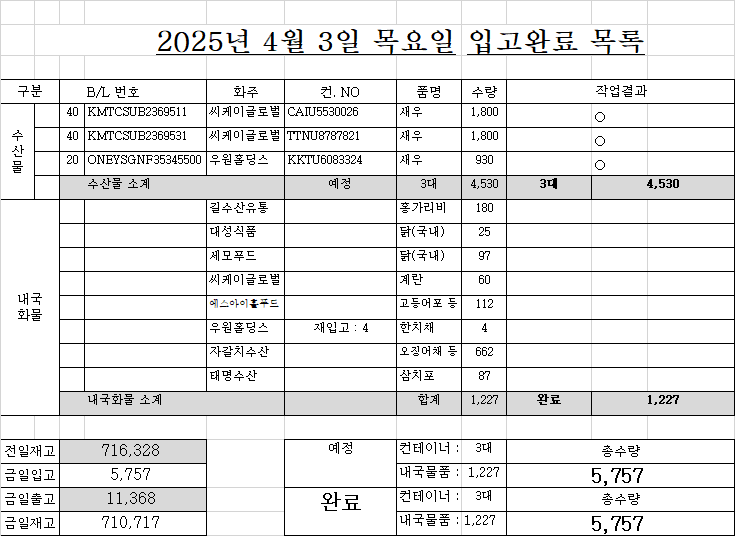 2025년 4월 3일 목요일 입고완료 목록
구분 B/L 번호 화주 컨. NO 품명 수량 작업결과
수산물
40 KMTCSUB2369511 씨케이글로벌 CAIU5530026 새우 1,800 ○
40 KMTCSUB2369531 씨케이글로벌 TTNU8787821 새우 1,800 ○
20 ONEYSGNF35345500 우원홀딩스 KKTU6083324 새우 930 ○
수산물 소계 예정 3대 4,530 3대 4,530
내국화물
길수산유통 홍가리비 180
대성식품 닭(국내) 25
제모푸드 닭(국내) 97
씨케이글로벌 계란 60
에스아이홀푸드 고등어포 등 112
우원홀딩스 재입고 : 4 한치채 4
자갈치수산 오징어채 등 662
태명수산 삼치포 87
내국화물 소계 합계 1,227 완료 1,227
전일재고 716,328 예정 컨테이너 : 3대 총수량
금일입고 5,757 내국물품 : 1,227 5,757
금일출고 11,368 완료 컨테이너 : 3대 총수량
금일재고 710,717 내국물품 : 1,227 5,757